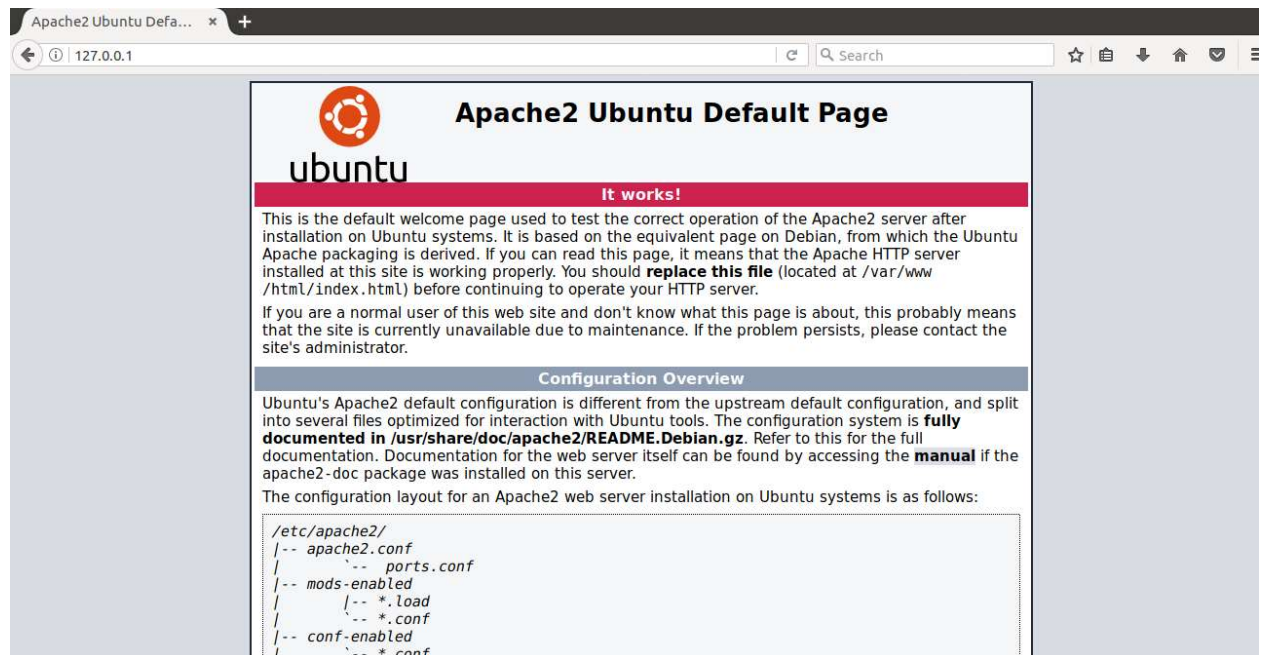 Apache2 Ubuntu Defa...
127.0.0.1
Search
Apache2 Ubuntu Default Page
ubuntu
It works!
This is the default welcome page used to test the correct operation of the Apache2 server after
installation on Ubuntu systems. It is based on the equivalent page on Debian, from which the Ubuntu
Apache packaging is derived. If you can read this page, it means that the Apache HTTP server
installed at this site is working properly. You should replace this file (located at /var/www
/html/index.html) before continuing to operate your HTTP server.
If you are a normal user of this web site and don't know what this page is about, this probably means
that the site is currently unavailable due to maintenance. If the problem persists, please contact the
site's administrator.
Configuration Overview
Ubuntu's Apache2 default configuration is different from the upstream default configuration, and split
into several files optimized for interaction with Ubuntu tools. The configuration system is fully
documented in /usr/share/doc/apache2/README.Debian.gz. Refer to this for the full
documentation. Documentation for the web server itself can be found by accessing the manual if the
apache2-doc package was installed on this server.
The configuration layout for an Apache2 web server installation on Ubuntu systems is as follows:
/etc/apache2/
|-- apache2.conf
|       `--  ports.conf
|-- mods-enabled
|       |-- *.load
|       `-- *.conf
|-- conf-enabled
|       `-- *.conf